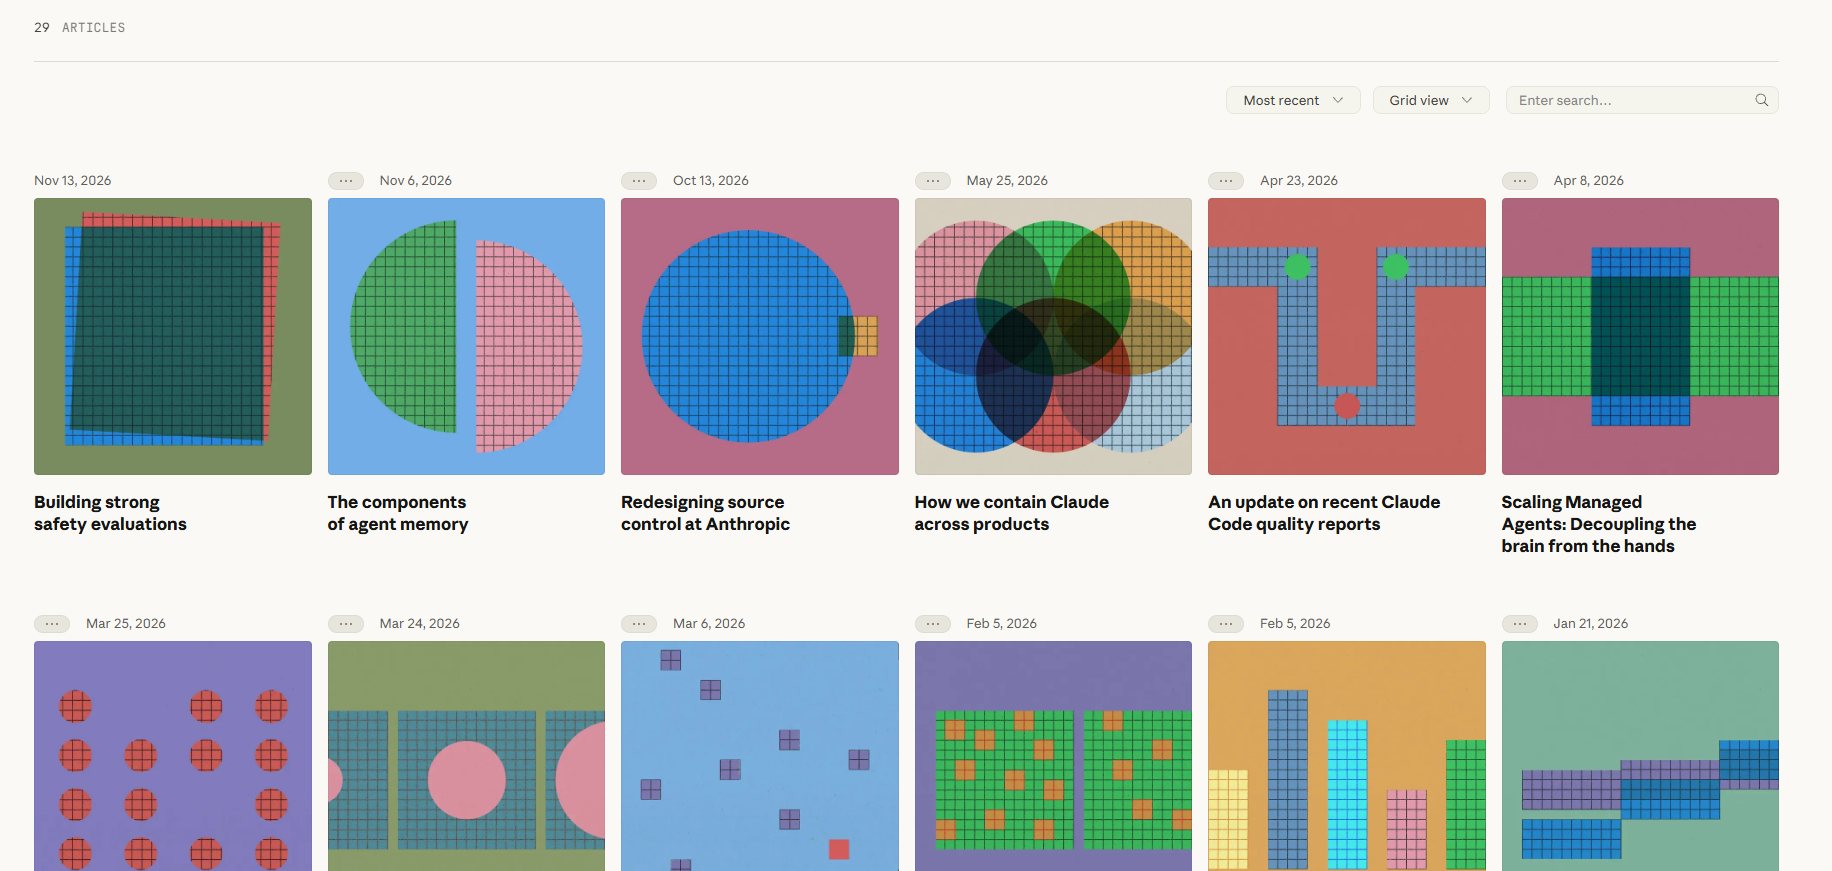 29 ARTICLES
Most recent
Grid view
Enter search...
Nov 13, 2026
... Nov 6, 2026
... Oct 13, 2026
... May 25, 2026
... Apr 23, 2026
... Apr 8, 2026
Building strong
safety evaluations
The components
of agent memory
Redesigning source
control at Anthropic
How we contain Claude
across products
An update on recent Claude
Code quality reports
Scaling Managed
Agents: Decoupling the
brain from the hands
... Mar 25, 2026
... Mar 24, 2026
... Mar 6, 2026
... Feb 5, 2026
... Feb 5, 2026
... Jan 21, 2026